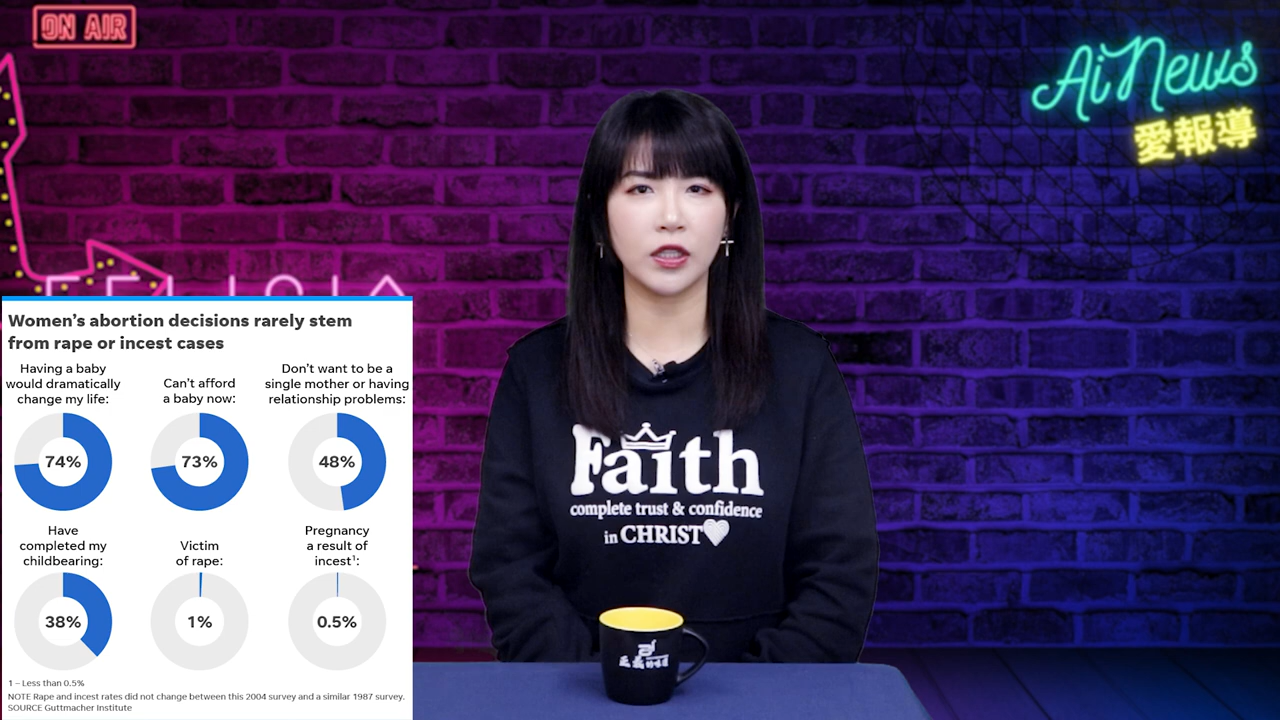 ON AIR
Ai News
愛報導
Women's abortion decisions rarely stem
from rape or incest cases
Having a baby
would dramatically
change my life:
74%
Can't afford
a baby now:
73%
Don't want to be a
single mother or having
relationship problems:
48%
Have
completed my
childbearing:
38%
Victim
of rape:
1%
Pregnancy
a result of
incest¹:
0.5%
1 – Less than 0.5%
NOTE Rape and incest rates did not change between this 2004 survey and a similar 1987 survey.
SOURCE Guttmacher Institute
Faith
complete trust & confidence
in CHRIST